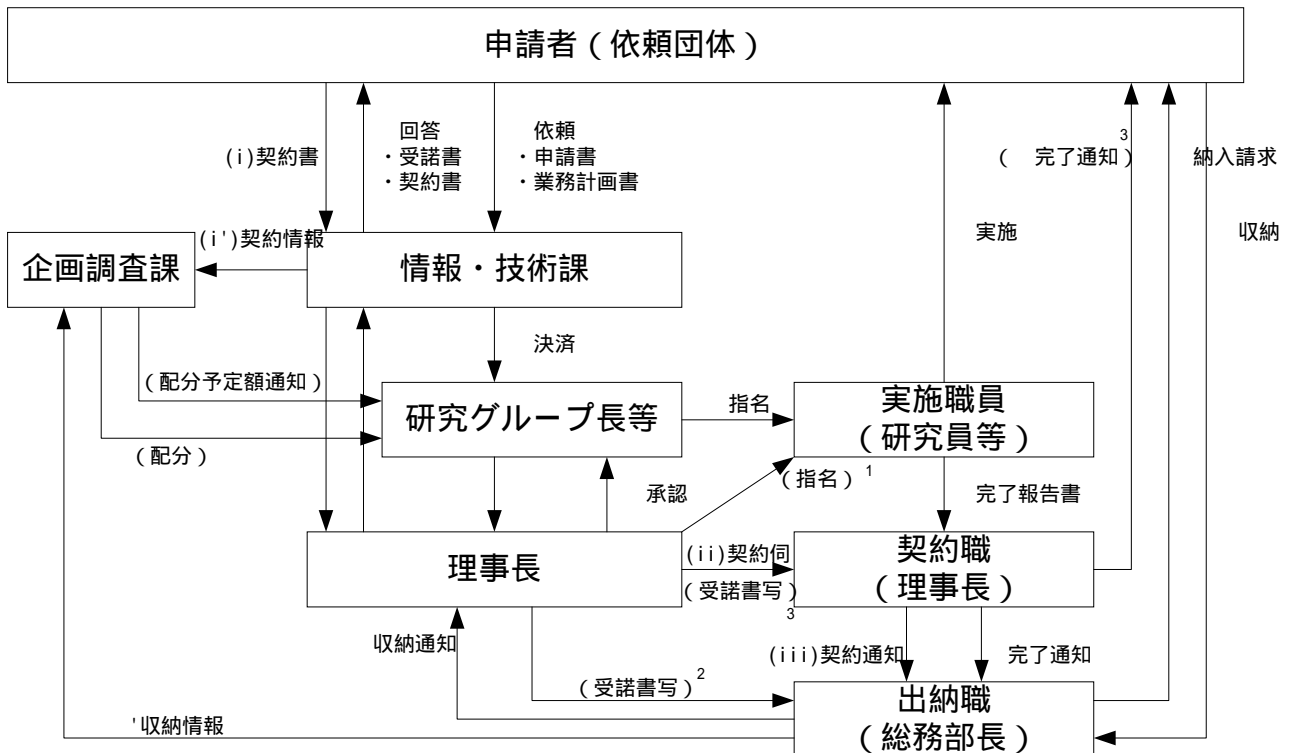 申請者（依頼団体）
(i)契約書
回答
・受諾書
・契約書
依頼
・申請書
・業務計画書
（　完了通知）3
納入請求
実施
収納
企画調査課
(i')契約情報
情報・技術課
決済
（配分予定額通知）
（配分）
研究グループ長等
指名
実施職員
（研究員等）
承認
（指名）1
完了報告書
理事長
(ii)契約伺
（受諾書写）
3
契約職
（理事長）
収納通知
（受諾書写）2
(iii)契約通知
完了通知
'収納情報
出納職
（総務部長）